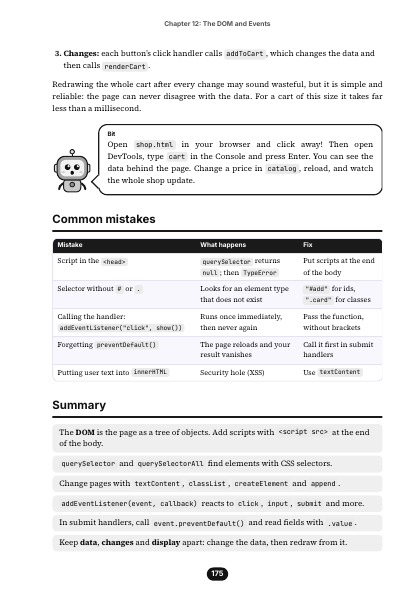 Chapter 12: The DOM and Events
3. Changes: each button's click handler calls addToCart, which changes the data and
then calls renderCart.
Redrawing the whole cart after every change may sound wasteful, but it is simple and
reliable: the page can never disagree with the data. For a cart of this size it takes far
less than a millisecond.
Bit
Open shop.html in your browser and click away! Then open
DevTools, type cart in the Console and press Enter. You can see the
data behind the page. Change a price in catalog, reload, and watch
the whole shop update.
Common mistakes
Mistake What happens Fix
Script in the <head> querySelector returns Put scripts at the end
null; then TypeError of the body
Selector without # or . Looks for an element type "#add" for ids,
that does not exist ".card" for classes
Calling the handler: Runs once immediately, Pass the function,
addEventListener("click", show()) then never again without brackets
Forgetting preventDefault() The page reloads and your Call it first in submit
result vanishes handlers
Putting user text into innerHTML Security hole (XSS) Use textContent
Summary
The DOM is the page as a tree of objects. Add scripts with <script src> at the end
of the body.
querySelector and querySelectorAll find elements with CSS selectors.
Change pages with textContent, classList, createElement and append.
addEventListener(event, callback) reacts to click, input, submit and more.
In submit handlers, call event.preventDefault() and read fields with .value.
Keep data, changes and display apart: change the data, then redraw from it.
175